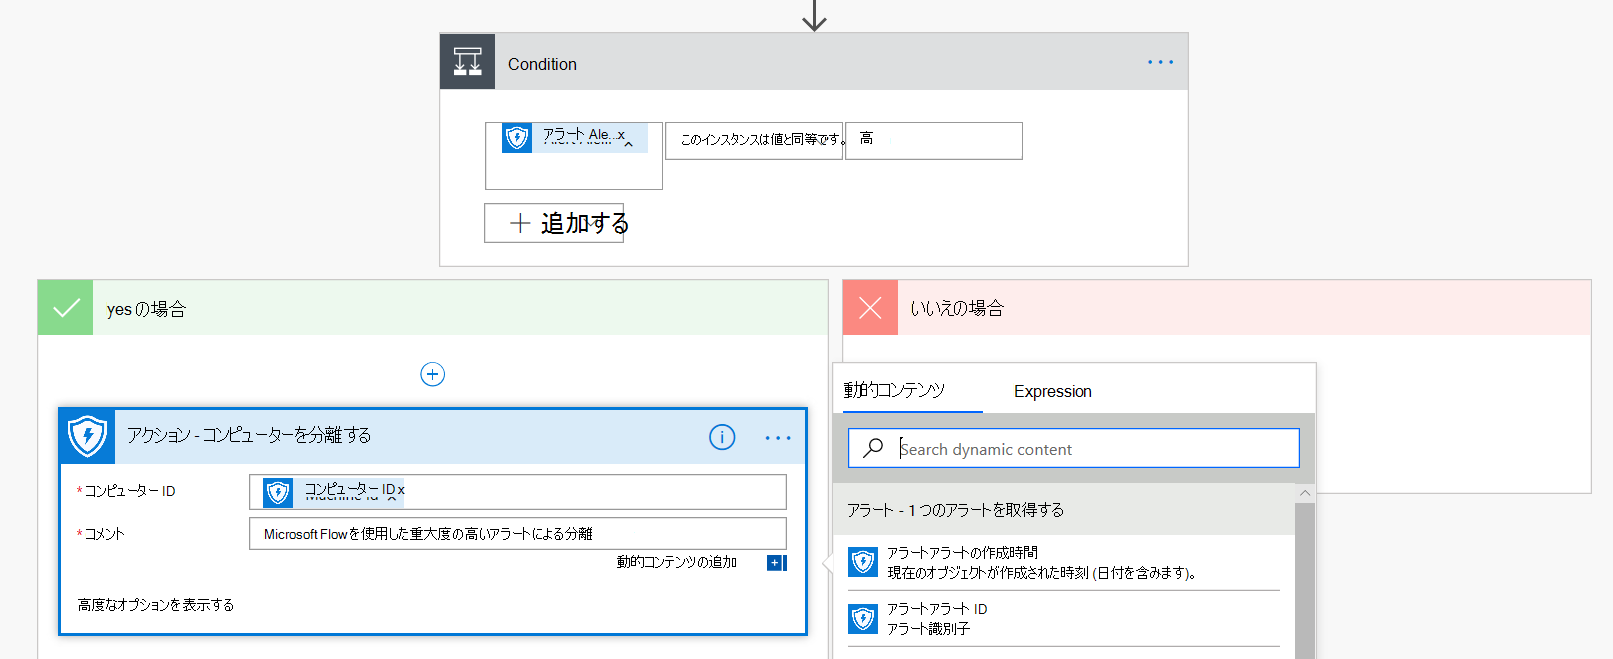 Condition
アラート Ale...x
このインスタンスは値と同等です。
高
追加する
yesの場合
いいえの場合
アクション - コンピューターを分離する
* コンピューター ID
コンピューター ID x
* コメント
Microsoft Flowを使用した重大度の高いアラートによる分離
動的コンテンツの追加
高度なオプションを表示する
動的コンテンツ
Expression
Search dynamic content
アラート - 1 つのアラートを取得する
アラートアラートの作成時間
現在のオブジェクトが作成された時刻 (日付を含みます)。
アラートアラート ID
アラート識別子